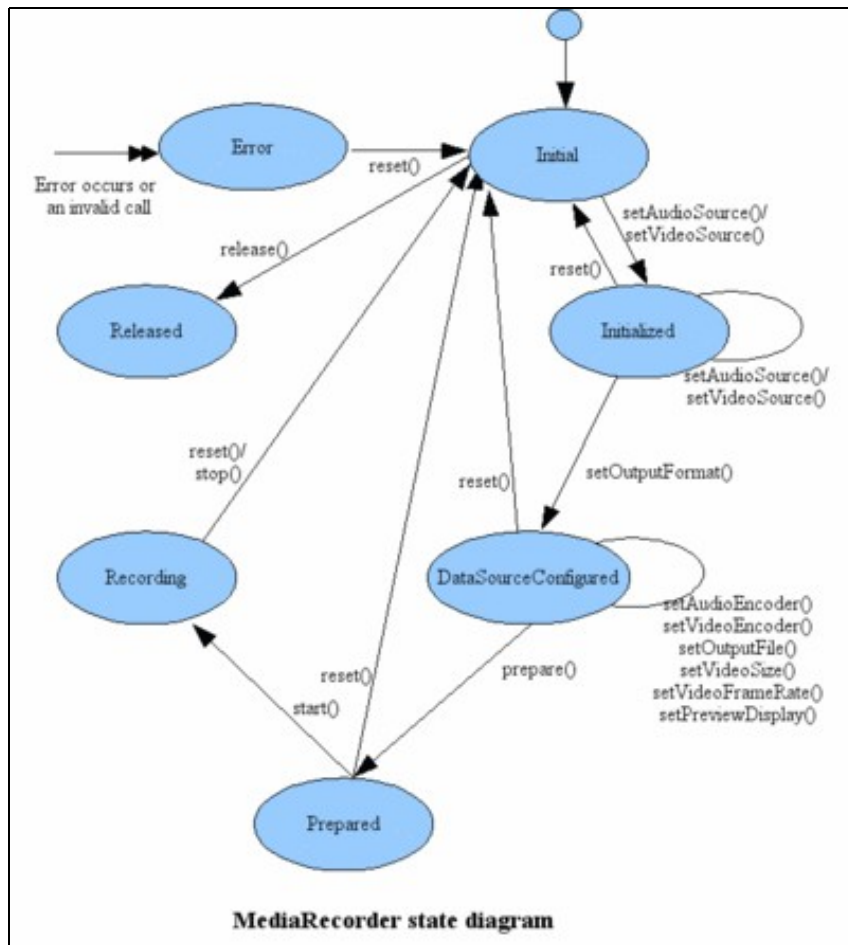 Error
Initial
reset()
Error occurs or
an invalid call
setAudioSource()/
setVideoSource()
release()
reset()
Released
Initialized
setAudioSource()/
setVideoSource()
reset()/
stop()
reset()
setOutputFormat()
Recording
DataSourceConfigured
setAudioEncoder()
setVideoEncoder()
setOutputFile()
setVideoSize()
setVideoFrameRate()
setPreviewDisplay()
reset()
prepare()
start()
Prepared
MediaRecorder state diagram